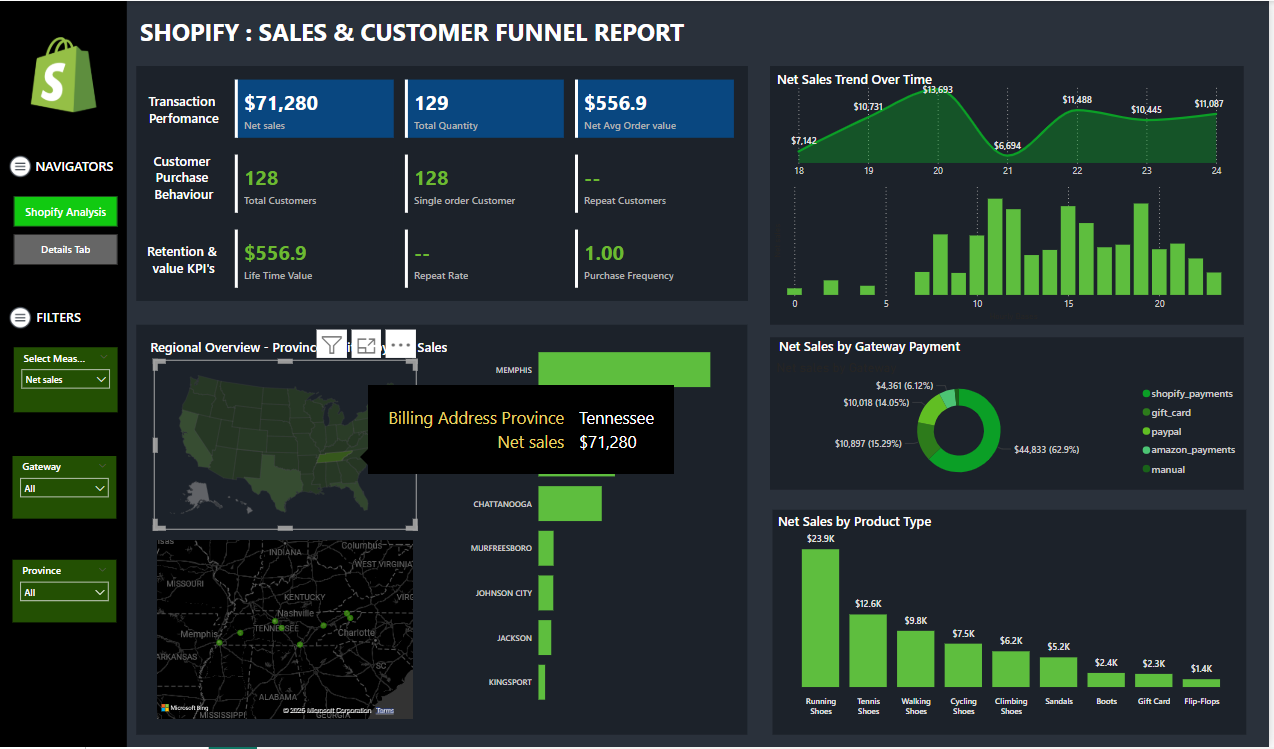 SHOPIFY : SALES & CUSTOMER FUNNEL REPORT
S
NAVIGATORS
Shopify Analysis
Details Tab
FILTERS
Select Meas...
Net sales
Gateway
All
Province
All
Transaction
Perfomance
$71,280
Net sales
129
Total Quantity
$556.9
Net Avg Order value
Customer
Purchase
Behaviour
128
Total Customers
128
Single order Customer
--
Repeat Customers
Retention &
value KPI's
$556.9
Life Time Value
--
Repeat Rate
1.00
Purchase Frequency
Net Sales Trend Over Time
$7,142
$10,731
$13,693
$6,694
$11,488
$10,445
$11,087
18 19 20 21 22 23 24
0 5 10 15 20
Regional Overview - Provinc
Sales
Billing Address Province Tennessee
Net sales $71,280
MEMPHIS
CHATTANOOGA
MURFREESBORO
JOHNSON CITY
JACKSON
KINGSPORT
INDIANA
Columbus
WEST VIRGINIA
MISSOURI
KENTUCKY
Nashville
TENNESSEE
Memphis
Charlotte
SC
ALABAMA
MISSISSIPPI
GEORGIA
Microsoft Bing
Microsoft Corporation Terms
Net Sales by Gateway Payment
$4,361 (6.12%)
$10,018 (14.05%)
$10,897 (15.29%)
$44,833 (62.9%)
shopify_payments
gift_card
paypal
amazon_payments
manual
Net Sales by Product Type
$23.9K
$12.6K
$9.8K
$7.5K
$6.2K
$5.2K
$2.4K
$2.3K
$1.4K
Running
Shoes
Tennis
Shoes
Walking
Shoes
Cycling
Shoes
Climbing
Shoes
Sandals
Boots
Gift Card
Flip-Flops